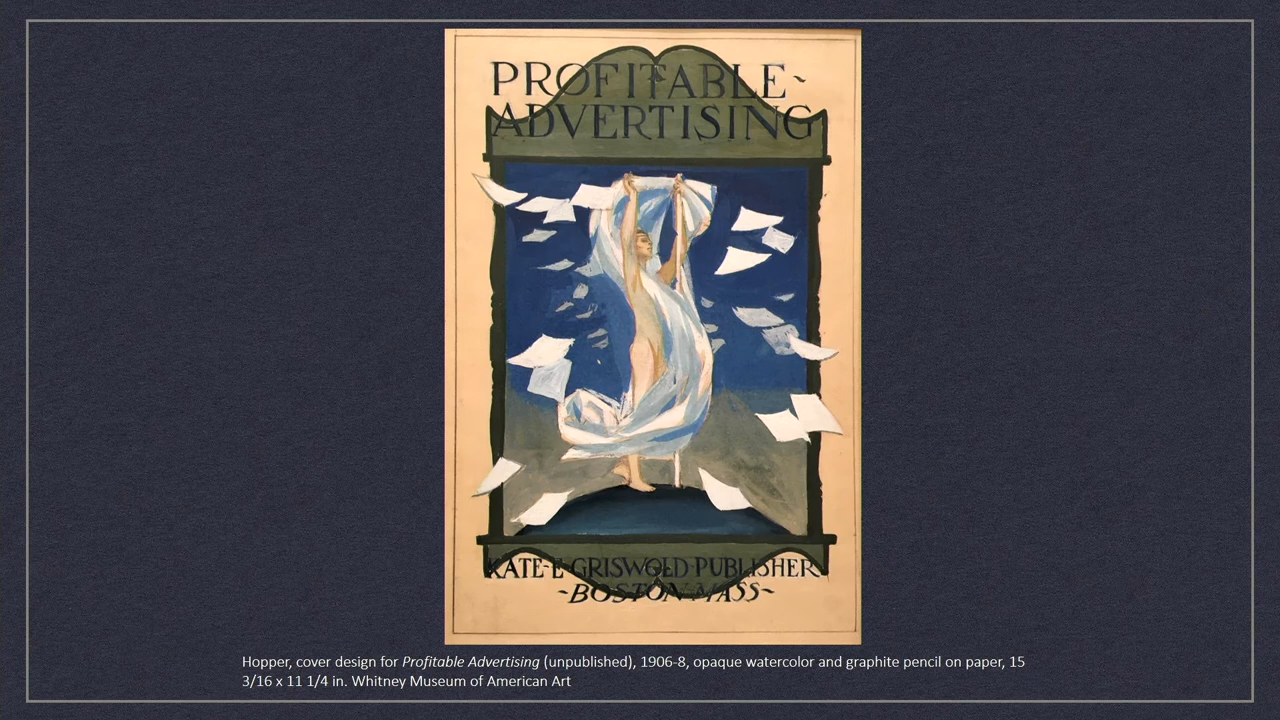 PROFITABLE~
ADVERTISING
KATE·E·GRISWOLD·PUBLISHER
~BOSTON·MASS~
Hopper, cover design for Profitable Advertising (unpublished), 1906-8, opaque watercolor and graphite pencil on paper, 15
3/16 x 11 1/4 in. Whitney Museum of American Art